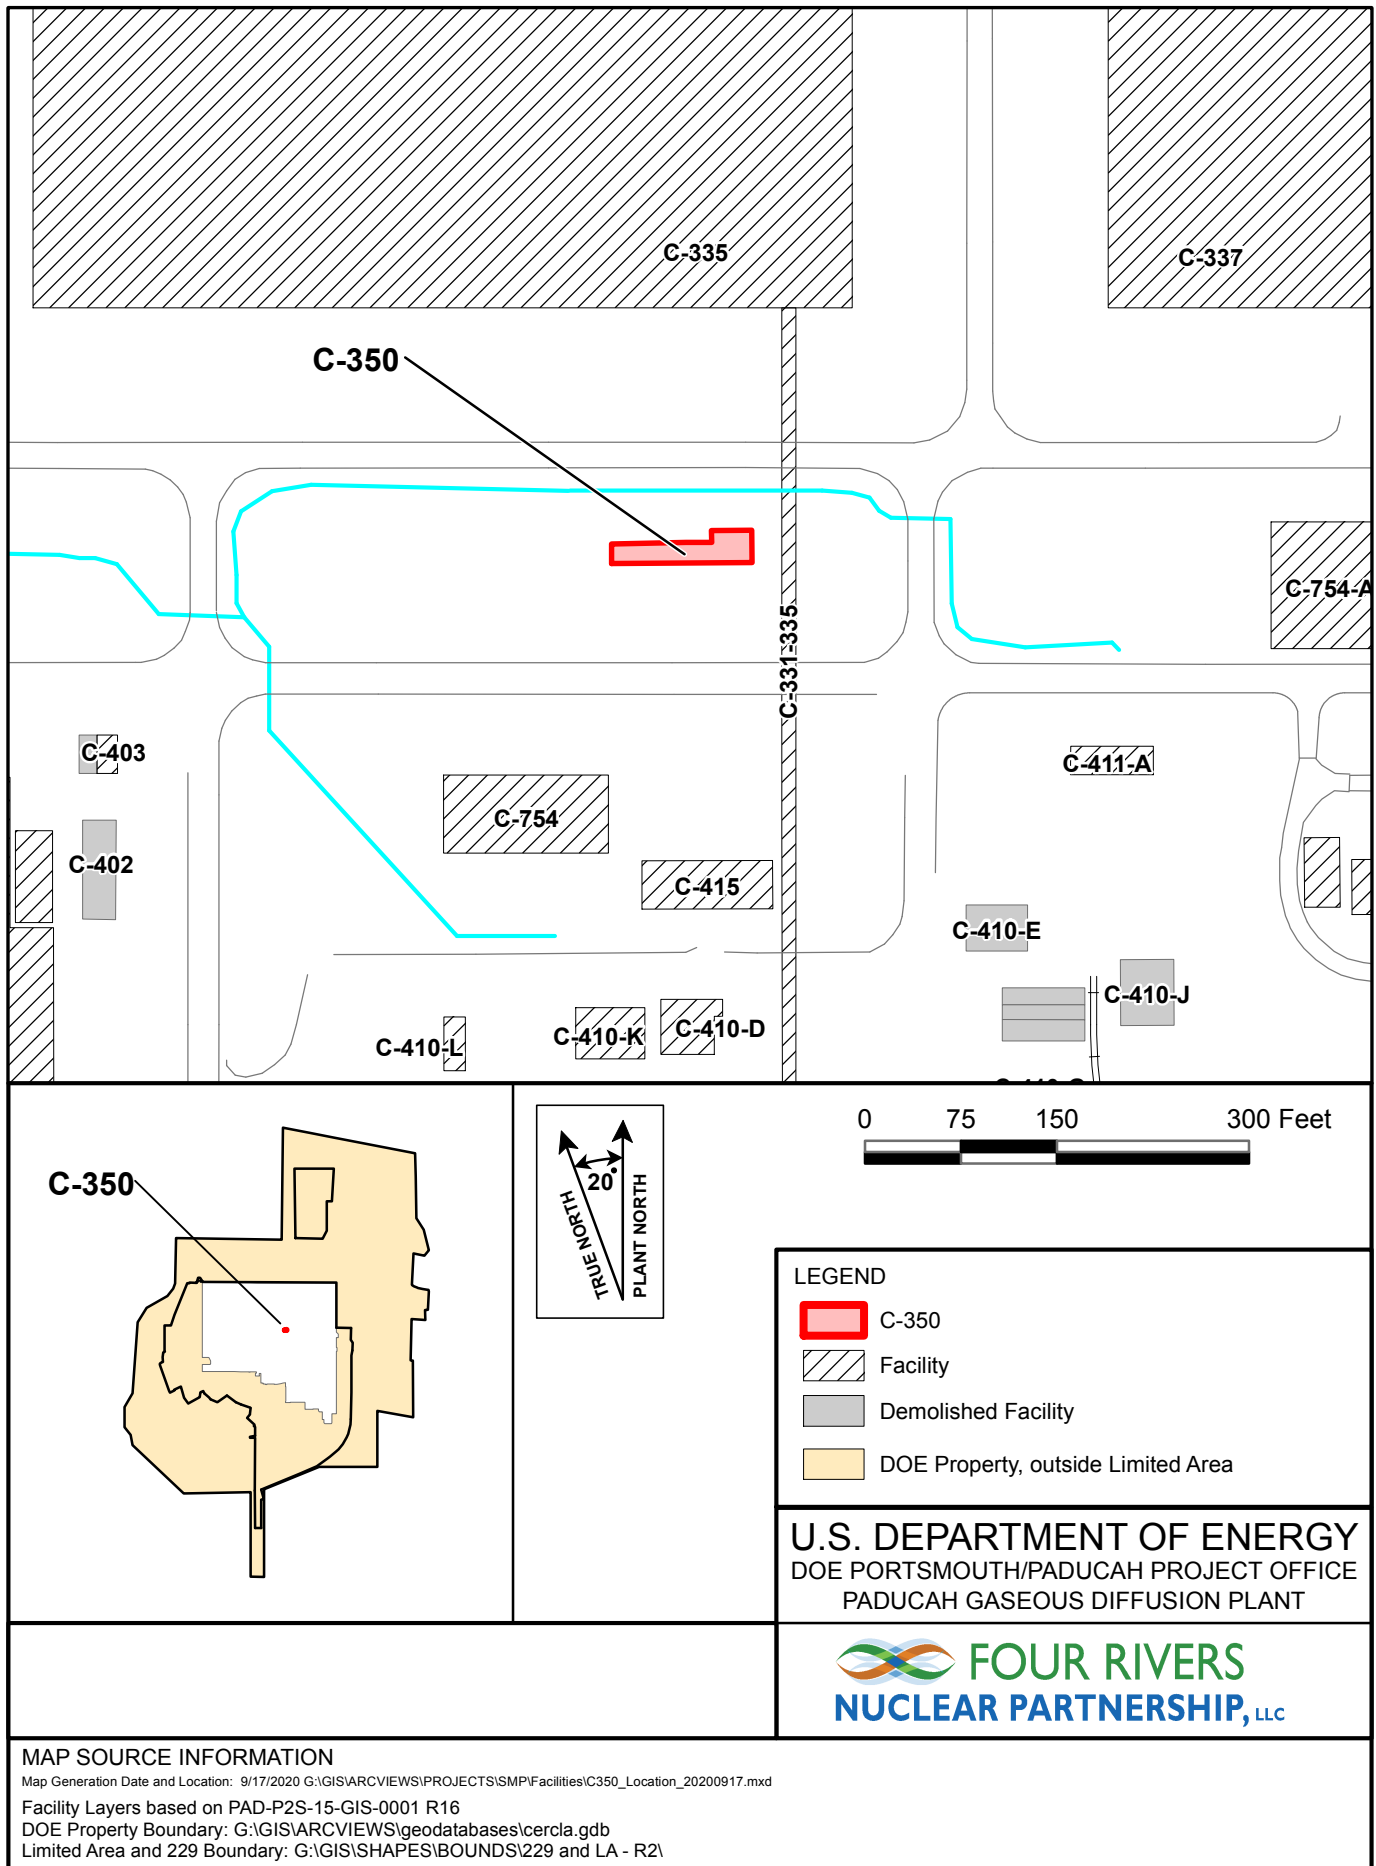 C-335
C-337
C-350
C-754-A
C-331-335
C-403
C-411-A
C-754
C-402
C-415
C-410-E
C-410-J
C-410-K
C-410-D
C-410-L
C-350
TRUE NORTH
20°
PLANT NORTH
0 75 150 300 Feet
LEGEND
C-350
Facility
Demolished Facility
DOE Property, outside Limited Area
U.S. DEPARTMENT OF ENERGY
DOE PORTSMOUTH/PADUCAH PROJECT OFFICE
PADUCAH GASEOUS DIFFUSION PLANT
FOUR RIVERS
NUCLEAR PARTNERSHIP, LLC
MAP SOURCE INFORMATION
Map Generation Date and Location: 9/17/2020 G:\GIS\ARCVIEWS\PROJECTS\SMP\Facilities\C350_Location_20200917.mxd
Facility Layers based on PAD-P2S-15-GIS-0001 R16
DOE Property Boundary: G:\GIS\ARCVIEWS\geodatabases\cercla.gdb
Limited Area and 229 Boundary: G:\GIS\SHAPES\BOUNDS\229 and LA - R2\